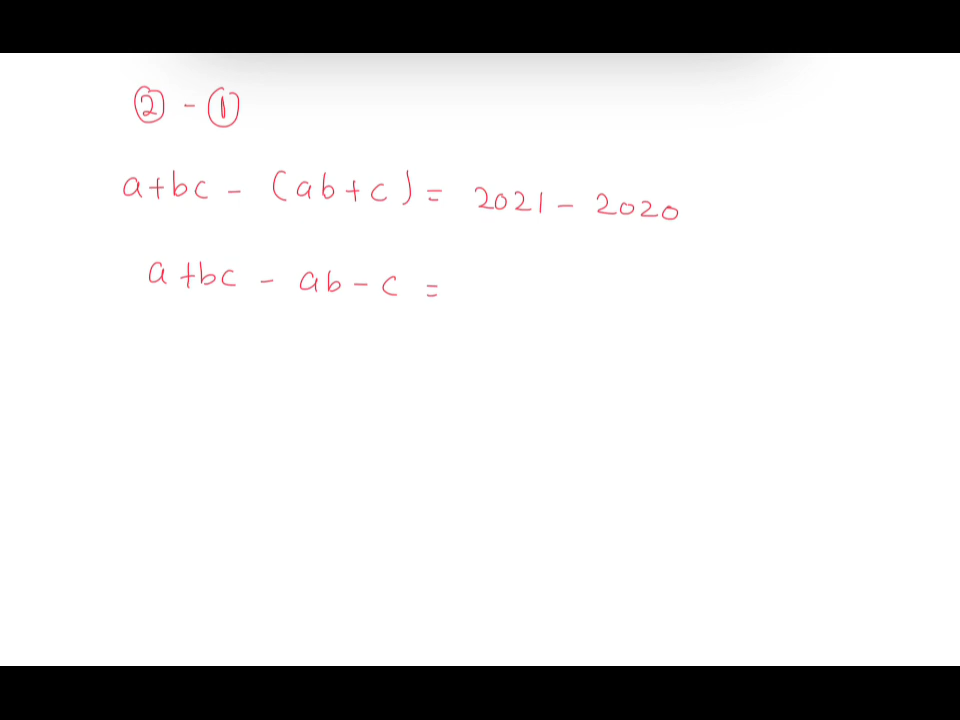 ② - ①
a+bc - (ab+c) = 2021 - 2020
a+bc - ab-c =